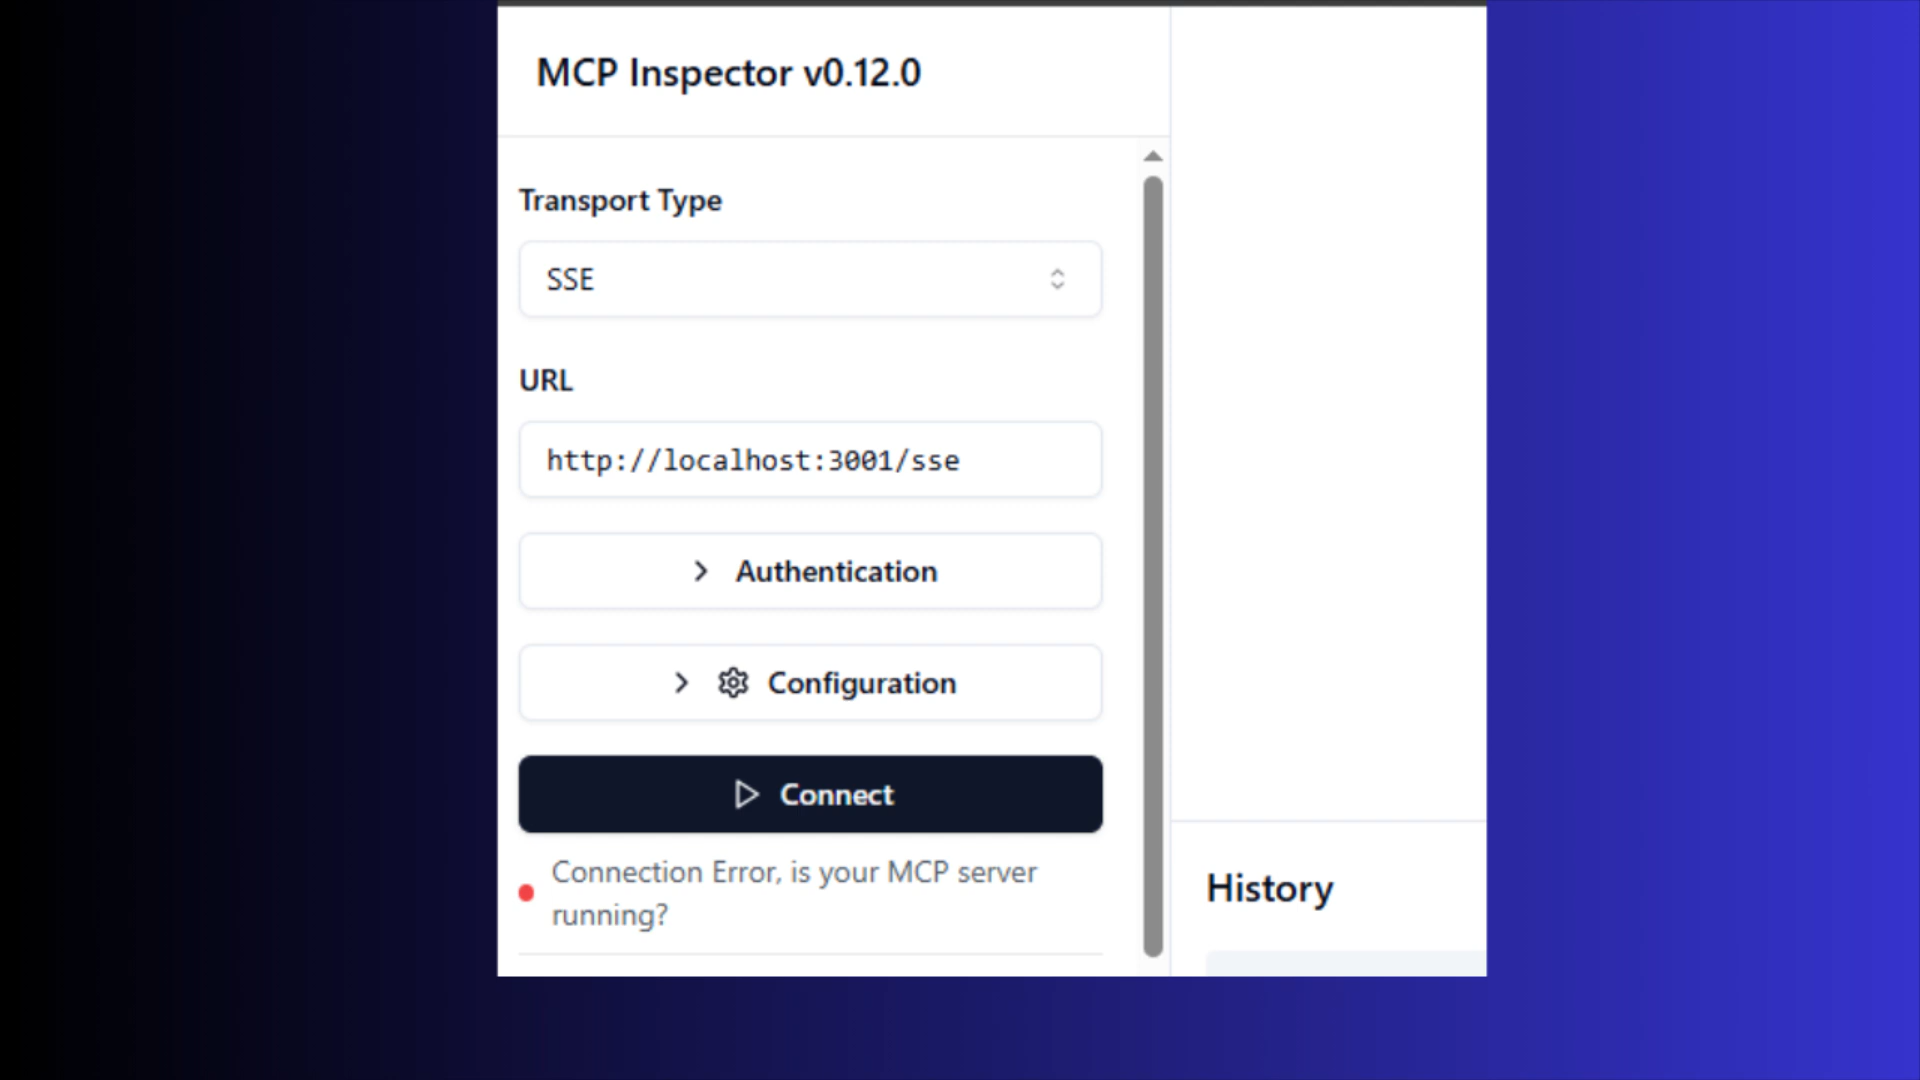 MCP Inspector v0.12.0
Transport Type
SSE
URL
http://localhost:3001/sse
Authentication
Configuration
Connect
Connection Error, is your MCP server
running?
History